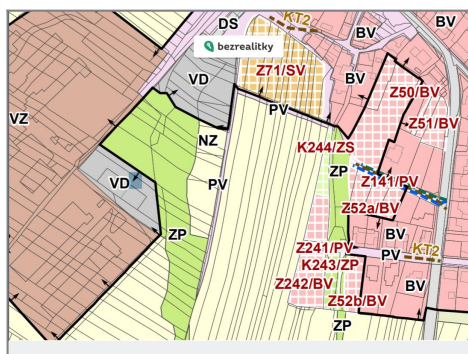 DS
KT2
BV
bezrealitky
BV
VD
Z71/SV
BV
Z50/BV
VZ
PV
Z51/BV
NZ
K244/ZS
VD
PV
ZP
Z141/PV
Z52a/BV
ZP
Z241/PV
BV
K243/ZP
PV
KT2
Z242/BV
BV
Z52b/BV
ZP